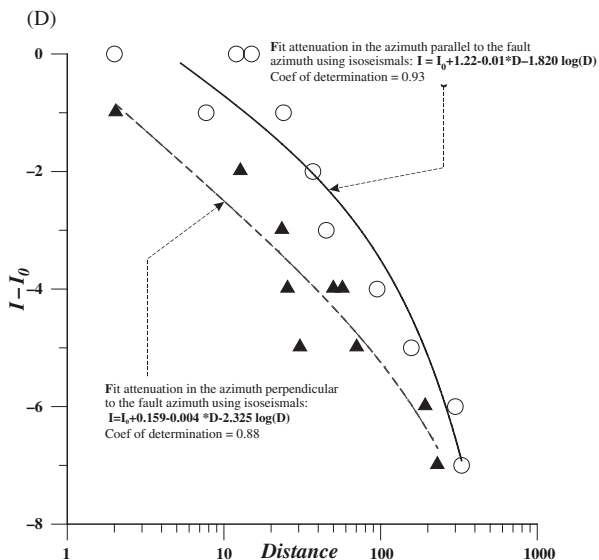 (D)
0
Fit attenuation in the azimuth parallel to the fault
azimuth using isoseismals: I = I₀+1.22-0.01*D–1.820 log(D)
Coef of determination = 0.93
–2
I – I₀
–4
Fit attenuation in the azimuth perpendicular
to the fault azimuth using isoseismals:
I=I₀+0.159-0.004 *D-2.325 log(D)
Coef of determination = 0.88
–6
–8
1
10
100
1000
Distance